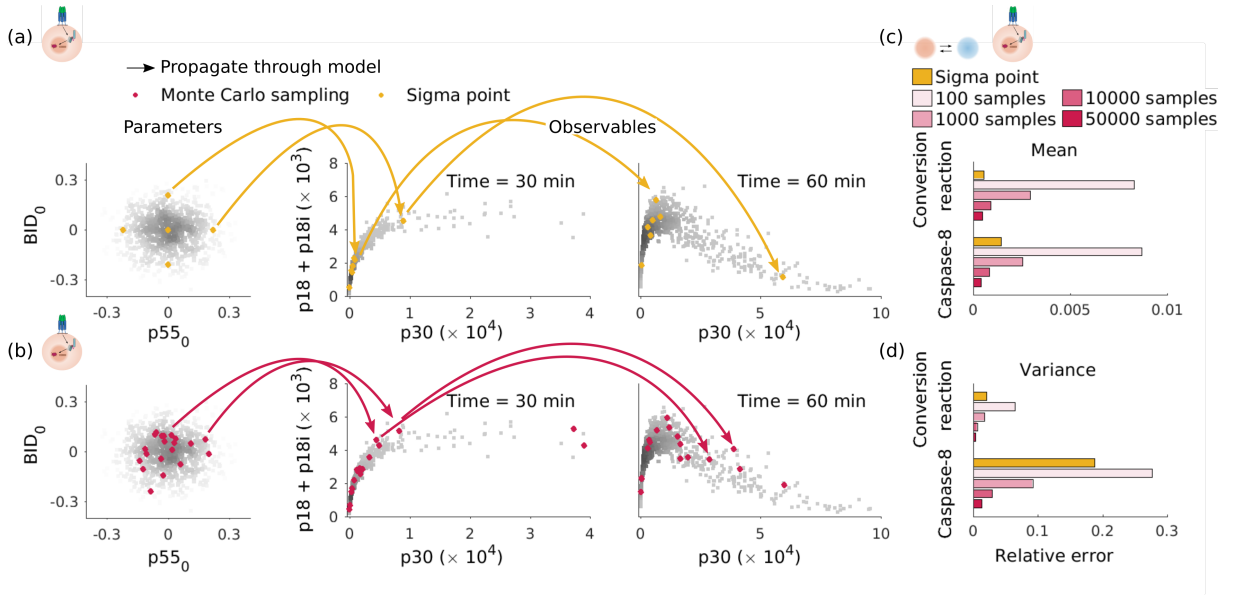 (a)
Propagate through model
Monte Carlo sampling
Sigma point
Parameters
Observables
BID0
0.3
0
-0.3
-0.3
0
0.3
p550
p18 + p18i (× 10³)
8
6
4
2
0
Time = 30 min
0
1
2
3
4
p30 (× 10⁴)
Time = 60 min
0
5
10
p30 (× 10⁴)
(b)
BID0
0.3
0
-0.3
-0.3
0
0.3
p550
p18 + p18i (× 10³)
8
6
4
2
0
Time = 30 min
0
1
2
3
4
p30 (× 10⁴)
Time = 60 min
0
5
10
p30 (× 10⁴)
(c)
Sigma point
100 samples
1000 samples
10000 samples
50000 samples
Mean
Conversion
reaction
Caspase-8
0
0.005
0.01
(d)
Variance
Conversion
reaction
Caspase-8
0
0.1
0.2
0.3
Relative error